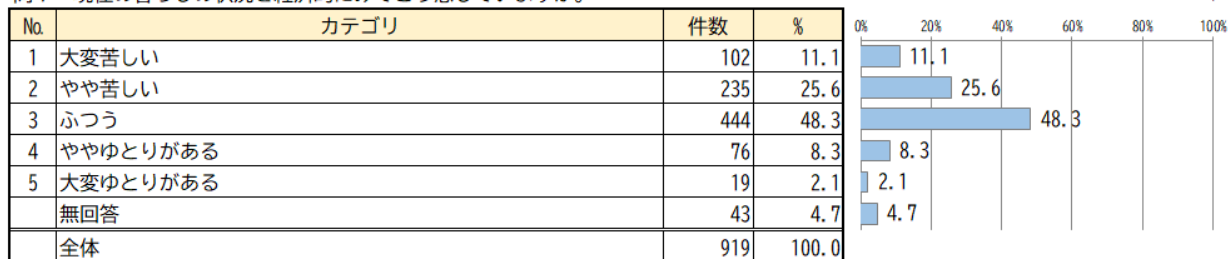 No. カテゴリ 件数 %
1 大変苦しい 102 11.1
2 やや苦しい 235 25.6
3 ふつう 444 48.3
4 ややゆとりがある 76 8.3
5 大変ゆとりがある 19 2.1
無回答 43 4.7
全体 919 100.0
0% 20% 40% 60% 80% 100%
11.1
25.6
48.3
8.3
2.1
4.7